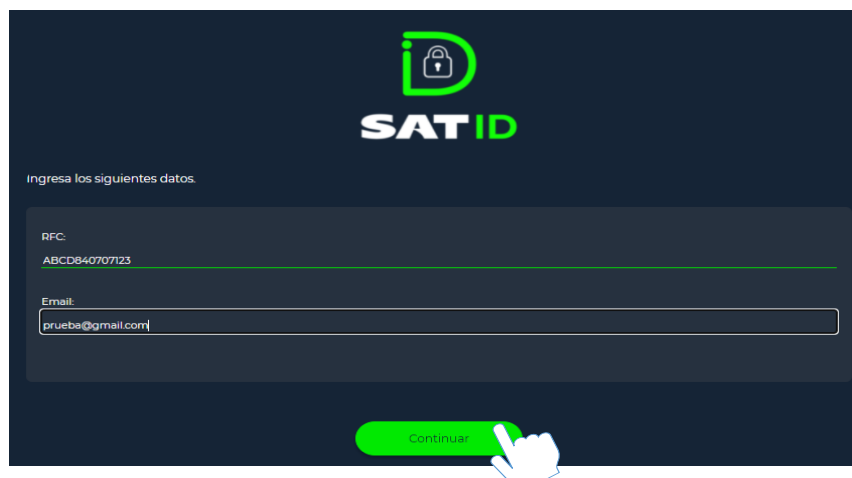 SAT ID
Ingresa los siguientes datos.
RFC:
ABCD840707123
Email:
prueba@gmail.com
Continuar